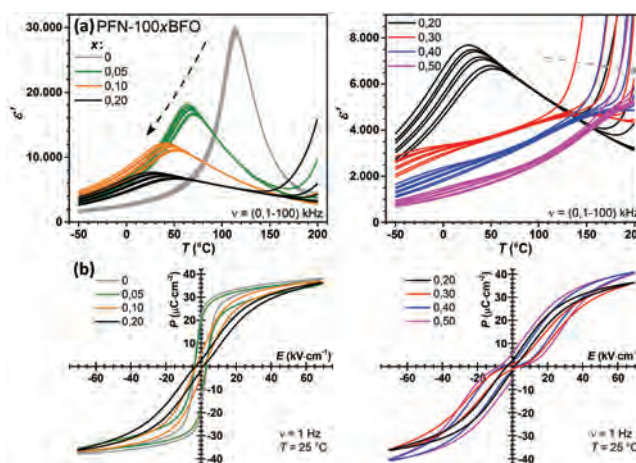 (a) PFN-100xBFO
x:
0
0,05
0,10
0,20
30.000
20.000
10.000
0
ε'
-50 0 50 100 150 200
T (°C)
ν = (0,1-100) kHz
0,20
0,30
0,40
0,50
8.000
6.000
4.000
2.000
0
ε'
-50 0 50 100 150 200
T (°C)
ν = (0,1-100) kHz
(b)
0
0,05
0,10
0,20
P (μC·cm⁻²)
40
30
20
10
E (kV·cm⁻¹)
-60 -40 -20 20 40 60
-10
-20
-30
-40
ν = 1 Hz
T = 25 °C
0,20
0,30
0,40
0,50
P (μC·cm⁻²)
40
30
20
10
E (kV·cm⁻¹)
-60 -40 -20 0 20 40 60
-10
-20
-30
-40
ν = 1 Hz
T = 25 °C